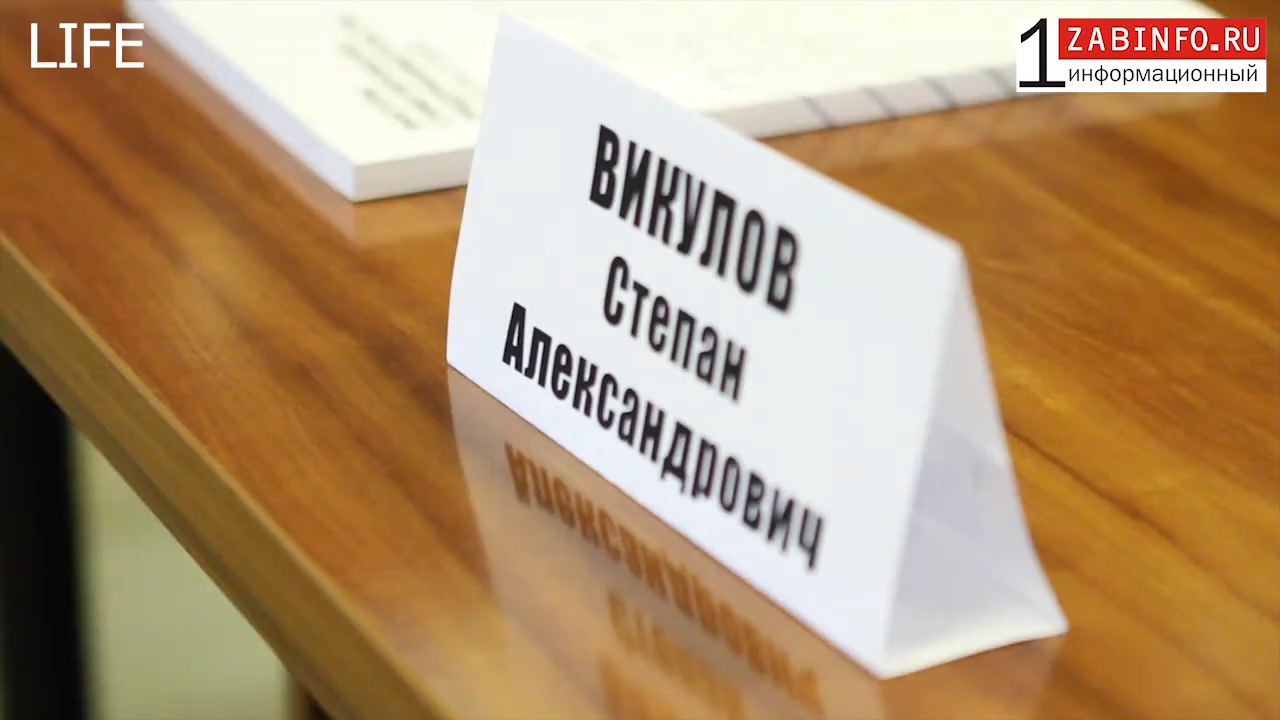 LIFE
1 ZABINFO.RU
информационный
ВИКУЛОВ
Степан
Александрович